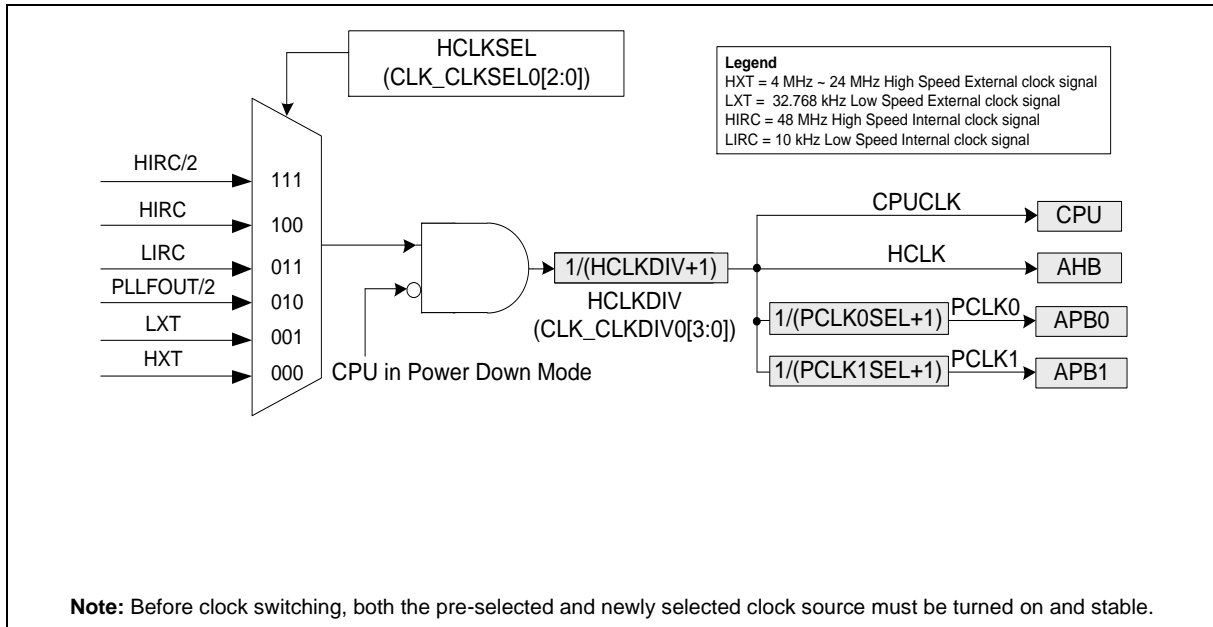 HCLKSEL
(CLK_CLKSEL0[2:0])
Legend
HXT = 4 MHz ~ 24 MHz High Speed External clock signal
LXT = 32.768 kHz Low Speed External clock signal
HIRC = 48 MHz High Speed Internal clock signal
LIRC = 10 kHz Low Speed Internal clock signal
HIRC/2
111
HIRC
100
LIRC
011
PLLFOUT/2
010
LXT
001
HXT
000
CPU in Power Down Mode
1/(HCLKDIV+1)
HCLKDIV
(CLK_CLKDIV0[3:0])
CPUCLK
CPU
HCLK
AHB
1/(PCLK0SEL+1)
PCLK0
APB0
1/(PCLK1SEL+1)
PCLK1
APB1
Note: Before clock switching, both the pre-selected and newly selected clock source must be turned on and stable.